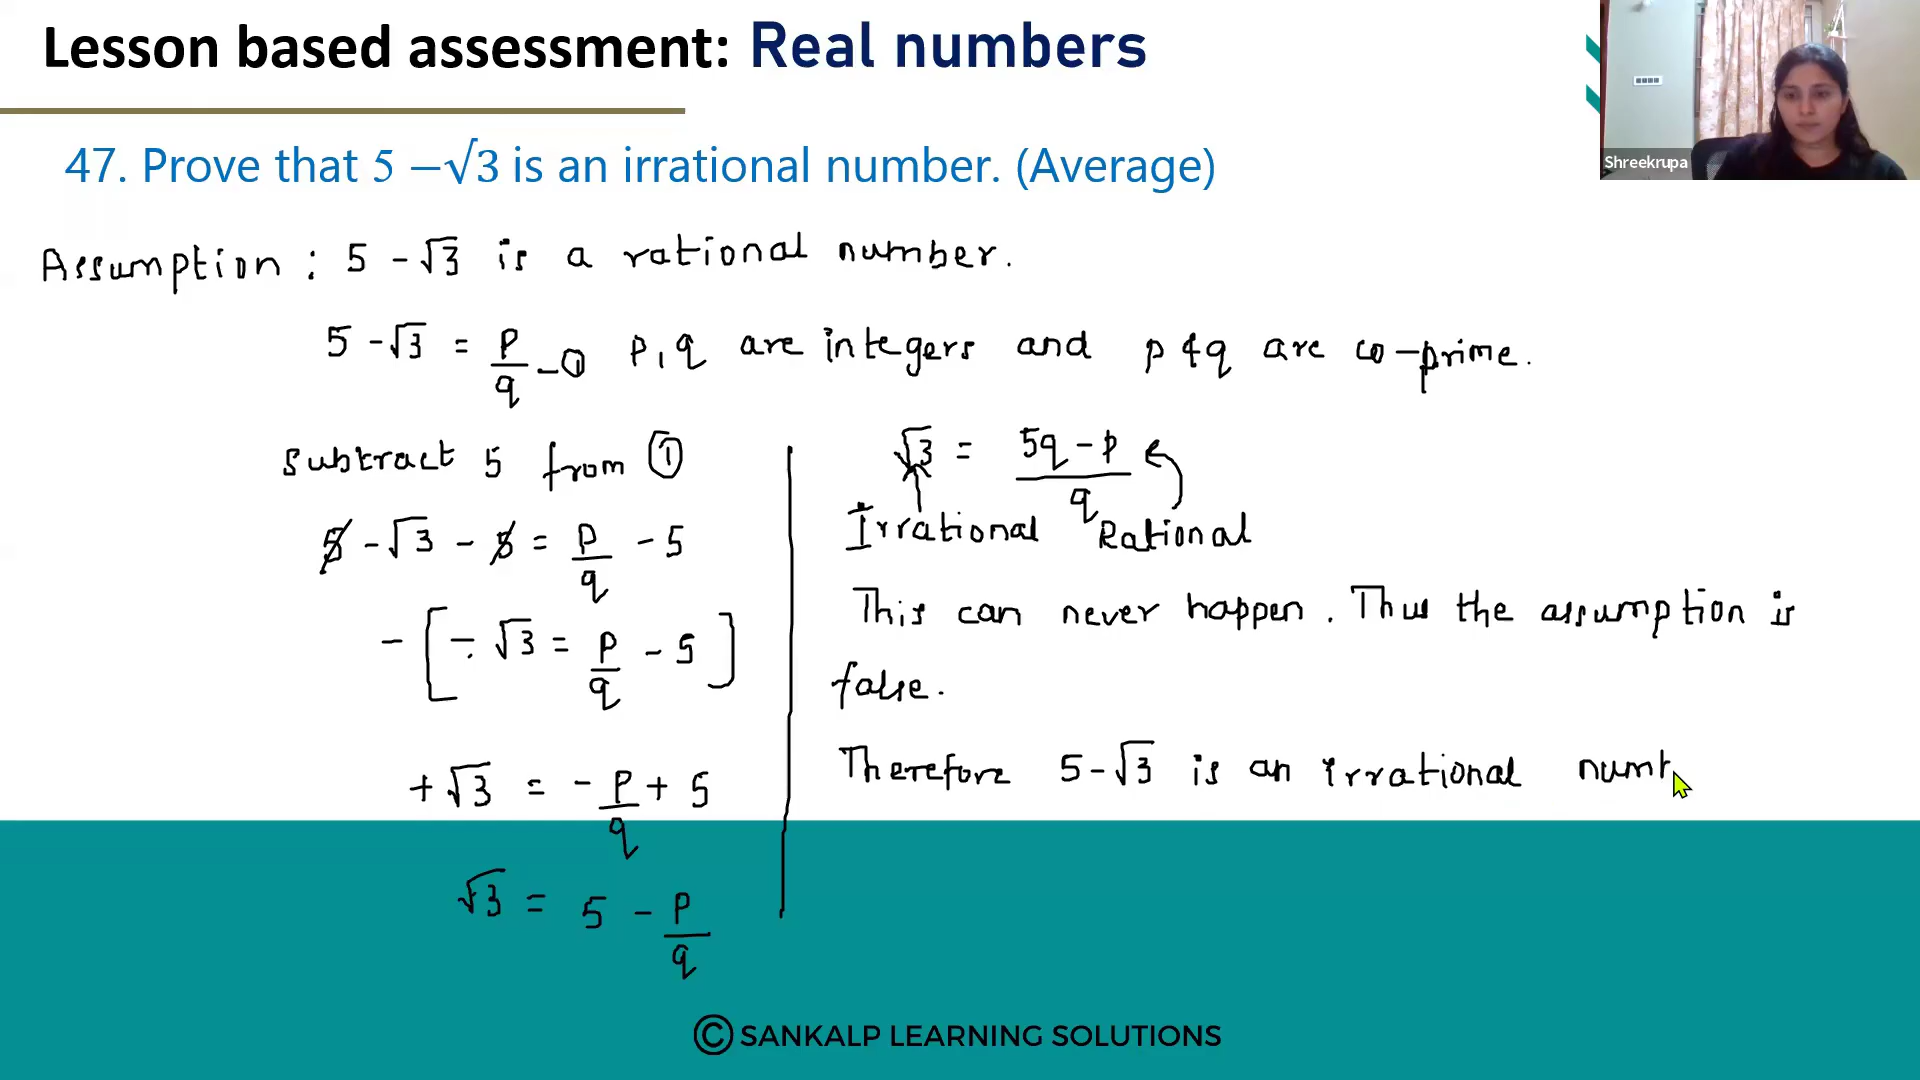 Lesson based assessment: Real numbers
Shreekrupa
47. Prove that 5 −√3 is an irrational number. (Average)
Assumption : 5 - √3 is a rational number.
5 - √3 = p/q - ① p, q are integers and p & q are co-prime.
Subtract 5 from ①
5 - √3 - 5 = p/q - 5
- [ - √3 = p/q - 5 ]
+ √3 = - p/q + 5
√3 = 5 - p/q
√3 = 5q - p/q
Irrational Rational
This can never happen. Thus the assumption is
false.
Therefore 5 - √3 is an irrational numb
© SANKALP LEARNING SOLUTIONS